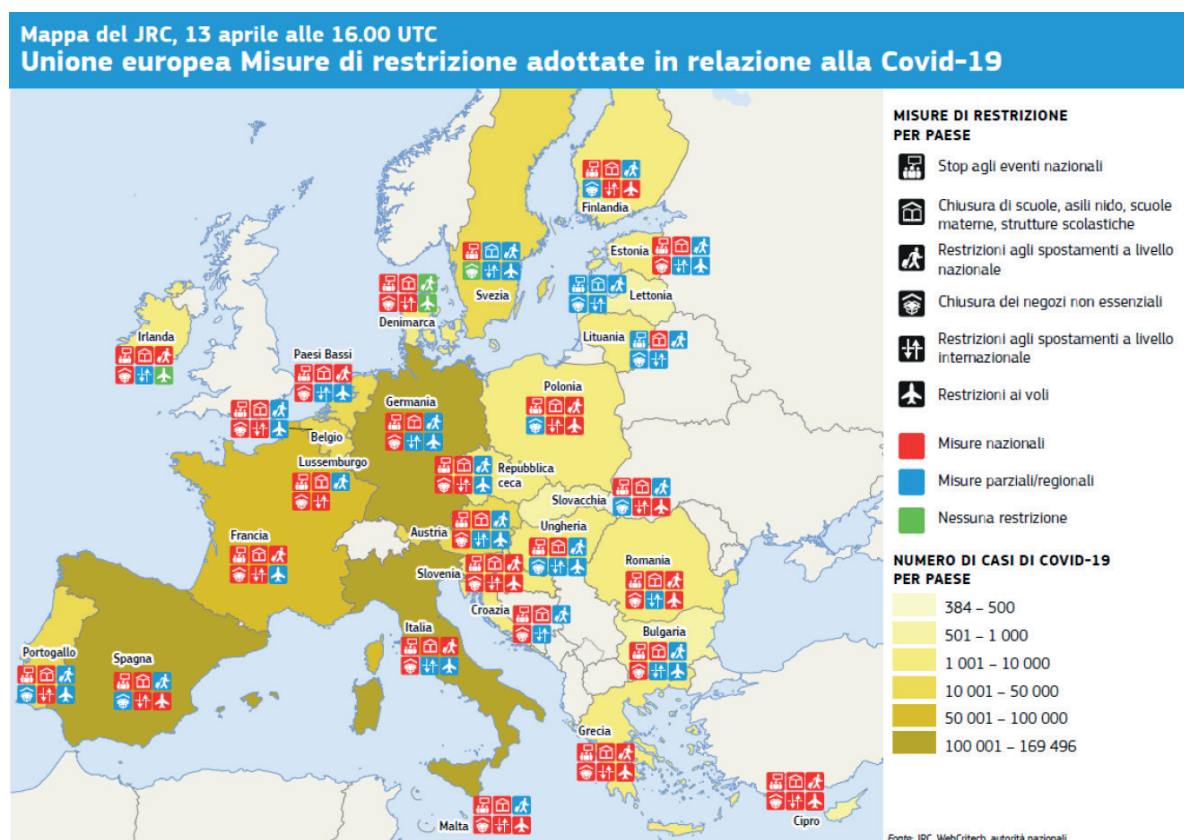 Mappa del JRC, 13 aprile alle 16.00 UTC
Unione europea Misure di restrizione adottate in relazione alla Covid-19
Finlandia
Svezia
Estonia
Lettonia
Lituania
Denimarca
Irlanda
Paesi Bassi
Germania
Polonia
Belgio
Lussemburgo
Repubblica
ceca
Slovacchia
Francia
Austria
Ungheria
Slovenia
Romania
Croazia
Italia
Bulgaria
Portogallo
Spagna
Grecia
Malta
Cipro
MISURE DI RESTRIZIONE
PER PAESE
Stop agli eventi nazionali
Chiusura di scuole, asili nido, scuole
materne, strutture scolastiche
Restrizioni agli spostamenti a livello
nazionale
Chiusura dei negozi non essenziali
Restrizioni agli spostamenti a livello
internazionale
Restrizioni ai voli
Misure nazionali
Misure parziali/regionali
Nessuna restrizione
NUMERO DI CASI DI COVID-19
PER PAESE
384 – 500
501 – 1 000
1 001 – 10 000
10 001 – 50 000
50 001 – 100 000
100 001 – 169 496
Fonte: JRC, WebCritech, autorità nazionali